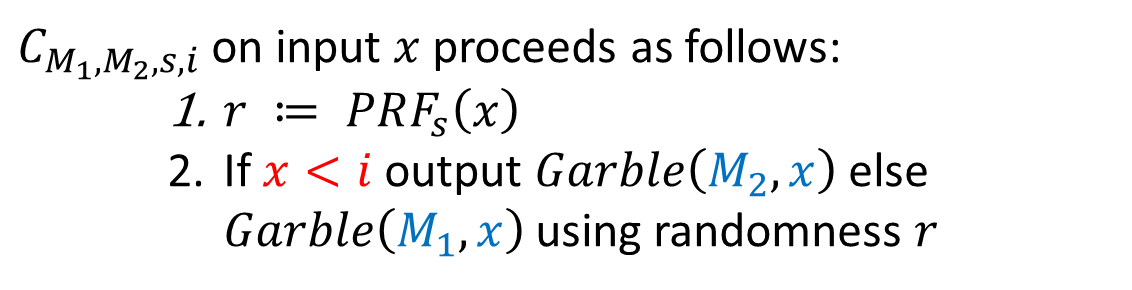 C_{M_1,M_2,s,i} on input x proceeds as follows:
1. r := PRF_s(x)
2. If x < i output Garble(M_2, x) else
Garble(M_1, x) using randomness r